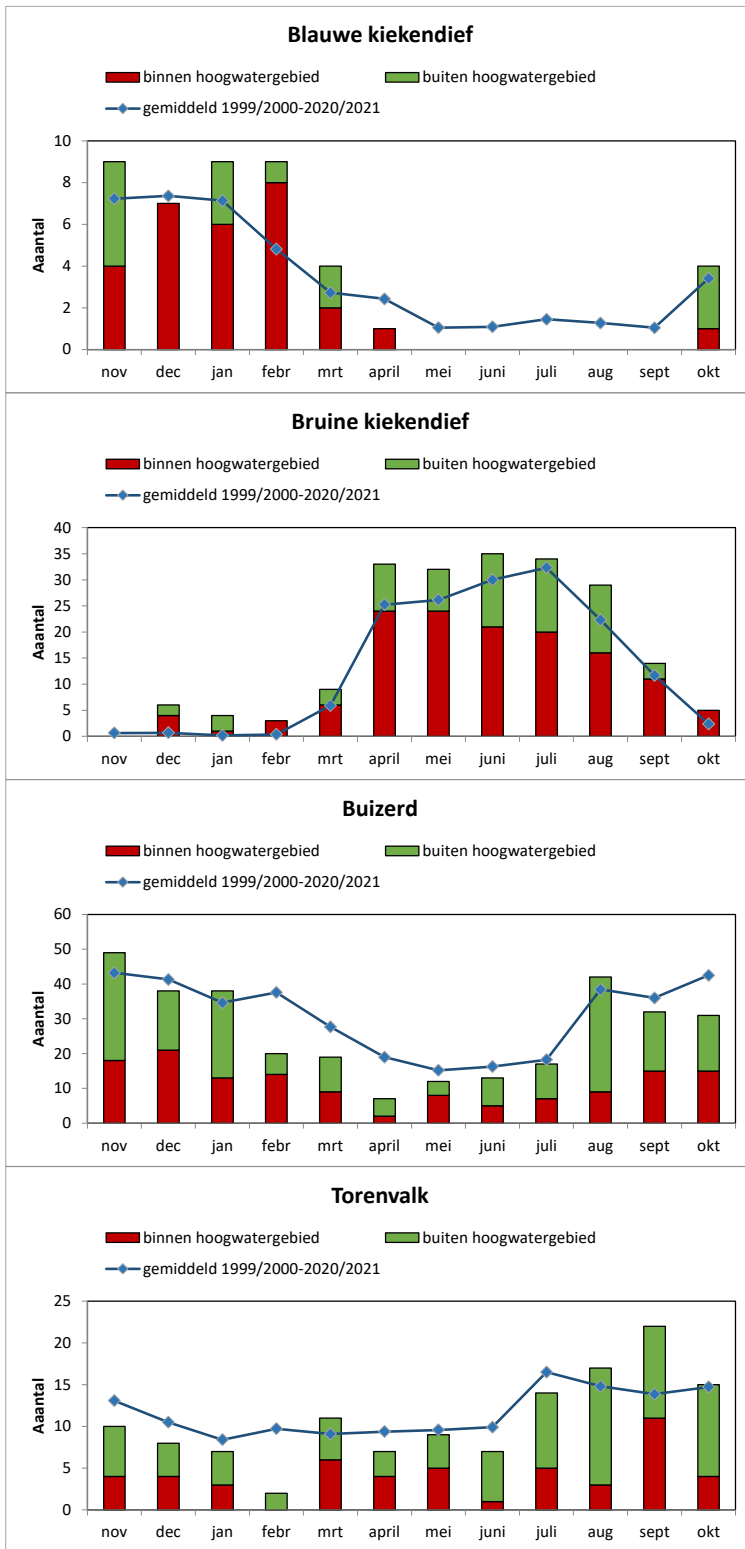 Blauwe kiekendief
binnen hoogwatergebied buiten hoogwatergebied
gemiddeld 1999/2000-2020/2021
10
8
6
4
2
0
Aaantal
nov dec jan febr mrt april mei juni juli aug sept okt
Bruine kiekendief
binnen hoogwatergebied buiten hoogwatergebied
gemiddeld 1999/2000-2020/2021
40
35
30
25
20
15
10
5
0
Aaantal
nov dec jan febr mrt april mei juni juli aug sept okt
Buizerd
binnen hoogwatergebied buiten hoogwatergebied
gemiddeld 1999/2000-2020/2021
60
50
40
30
20
10
0
Aaantal
nov dec jan febr mrt april mei juni juli aug sept okt
Torenvalk
binnen hoogwatergebied buiten hoogwatergebied
gemiddeld 1999/2000-2020/2021
25
20
15
10
5
0
Aaantal
nov dec jan febr mrt april mei juni juli aug sept okt